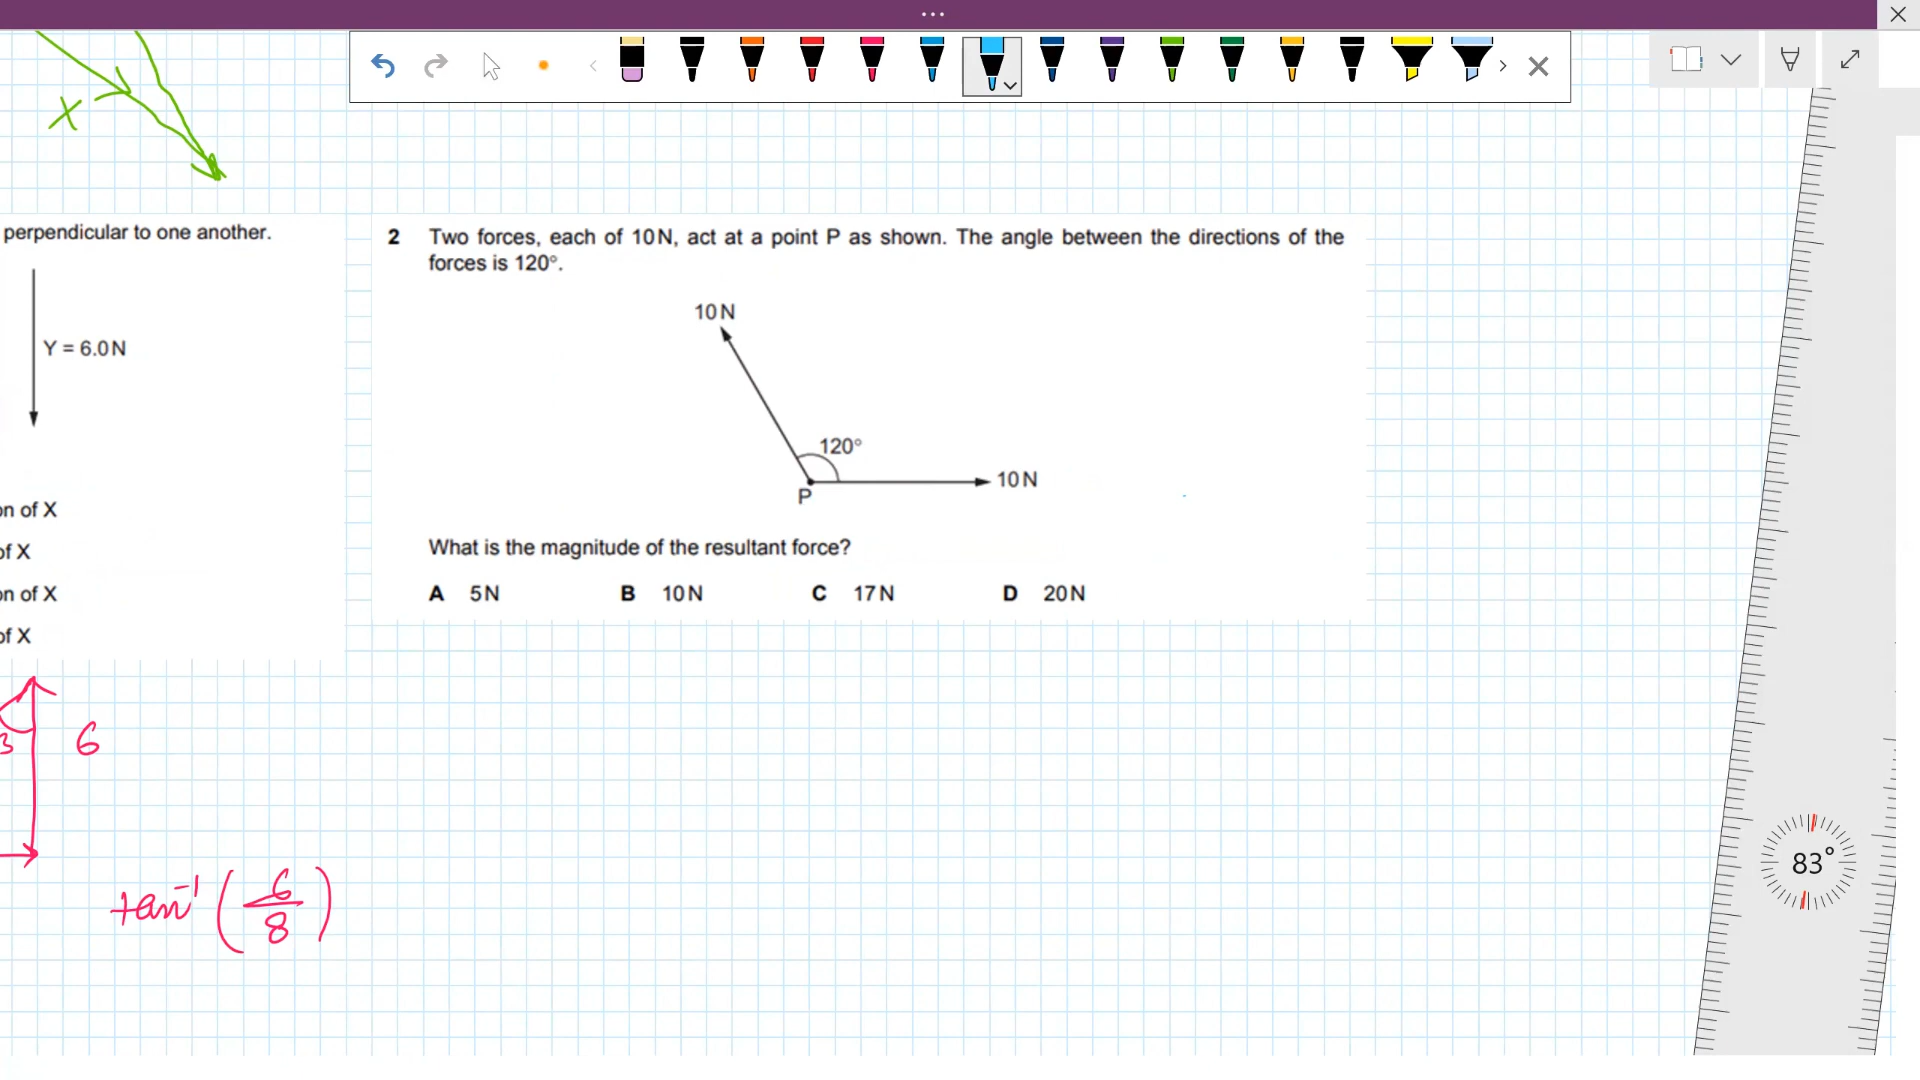 X
perpendicular to one another.
Y = 6.0N
of X
of X
6
tan⁻¹ (6/8)
2 Two forces, each of 10N, act at a point P as shown. The angle between the directions of the
forces is 120°.
10N
120°
10N
P
What is the magnitude of the resultant force?
A 5N B 10N C 17N D 20N
83°